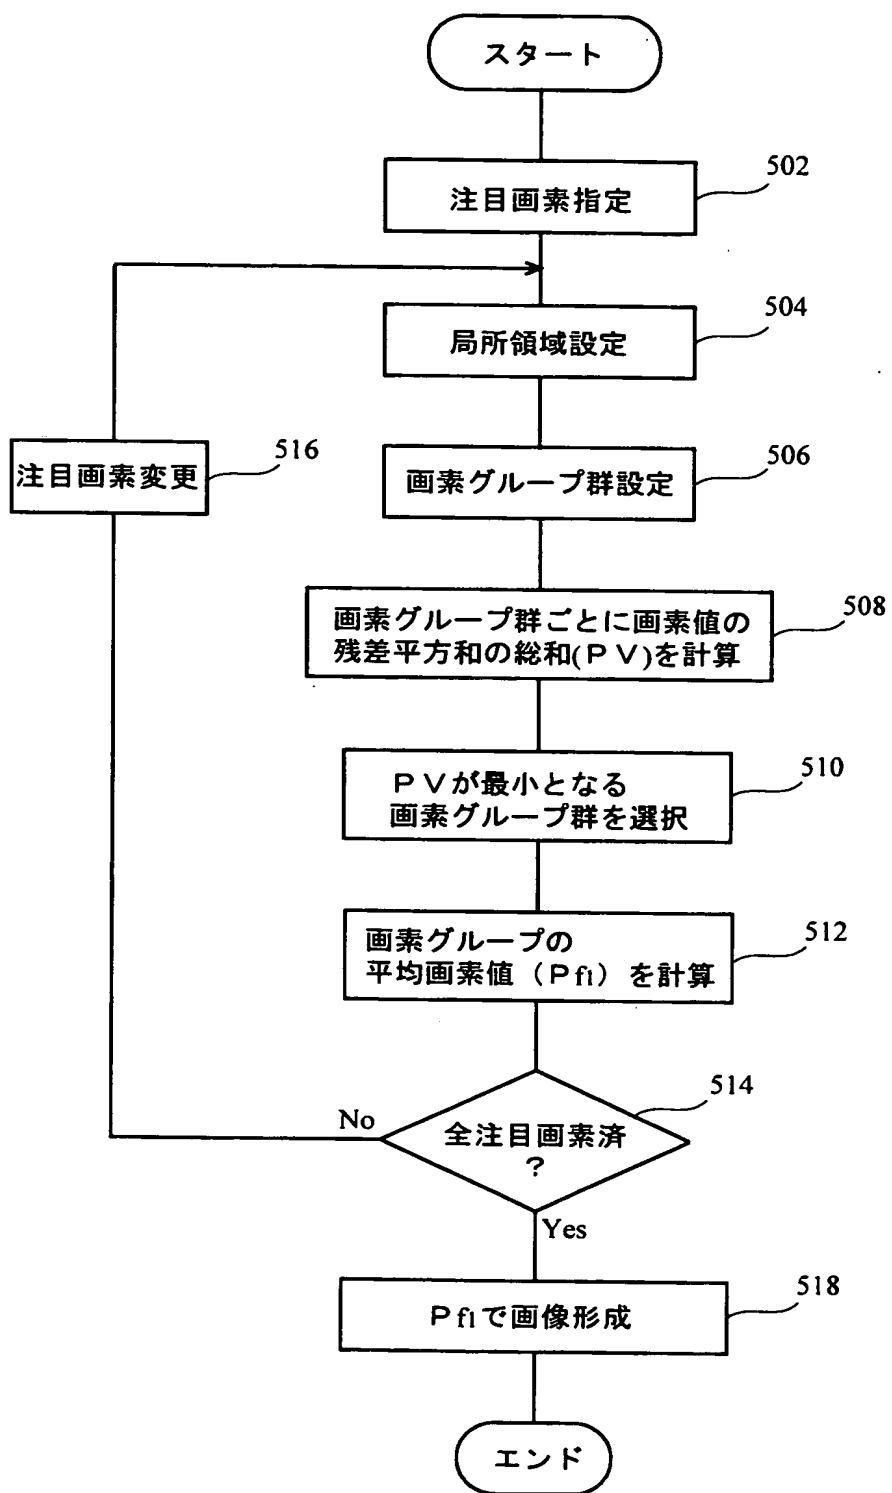 スタート
502
注目画素指定
504
局所領域設定
516
注目画素変更
506
画素グループ群設定
508
画素グループ群ごとに画素値の
残差平方和の総和(ＰＶ)を計算
510
ＰＶが最小となる
画素グループ群を選択
512
画素グループの
平均画素値（Ｐf1）を計算
514
No
全注目画素済
？
Yes
518
Ｐf1で画像形成
エンド